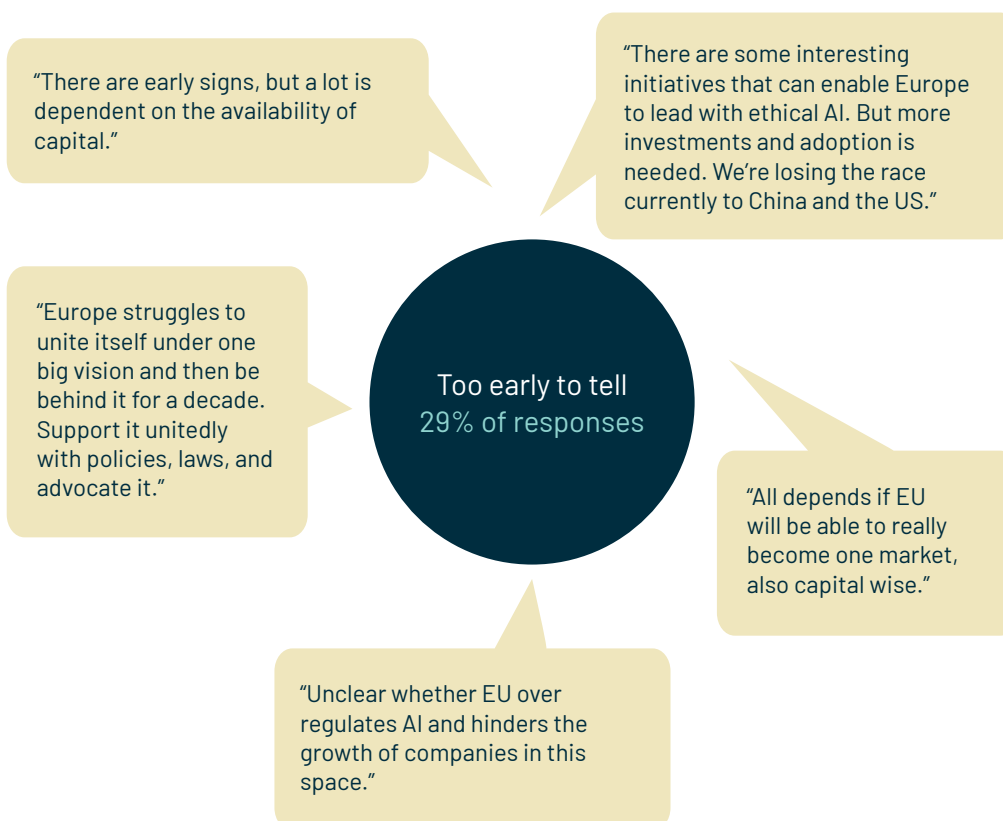 “There are early signs, but a lot is
dependent on the availability of
capital.”
“There are some interesting
initiatives that can enable Europe
to lead with ethical AI. But more
investments and adoption is
needed. We’re losing the race
currently to China and the US.”
“Europe struggles to
unite itself under one
big vision and then be
behind it for a decade.
Support it unitedly
with policies, laws, and
advocate it.”
Too early to tell
29% of responses
“All depends if EU
will be able to really
become one market,
also capital wise.”
“Unclear whether EU over
regulates AI and hinders the
growth of companies in this
space.”